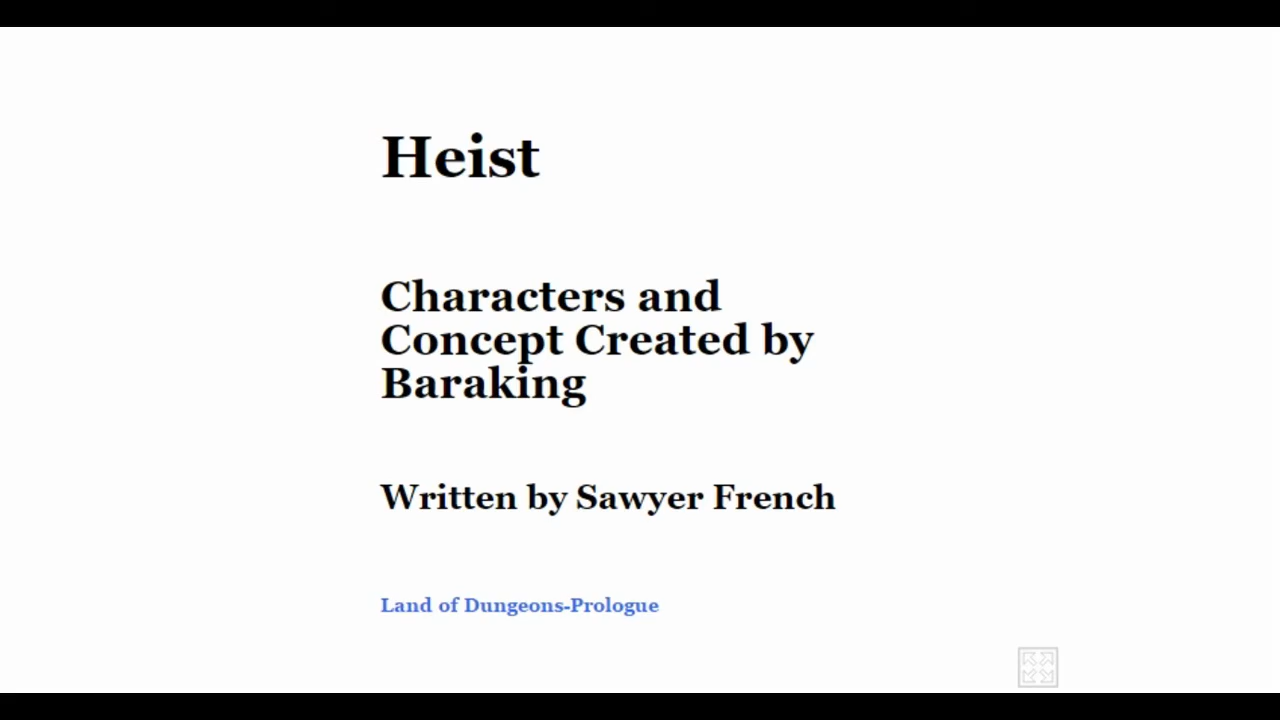 Heist
Characters and
Concept Created by
Baraking
Written by Sawyer French
Land of Dungeons-Prologue